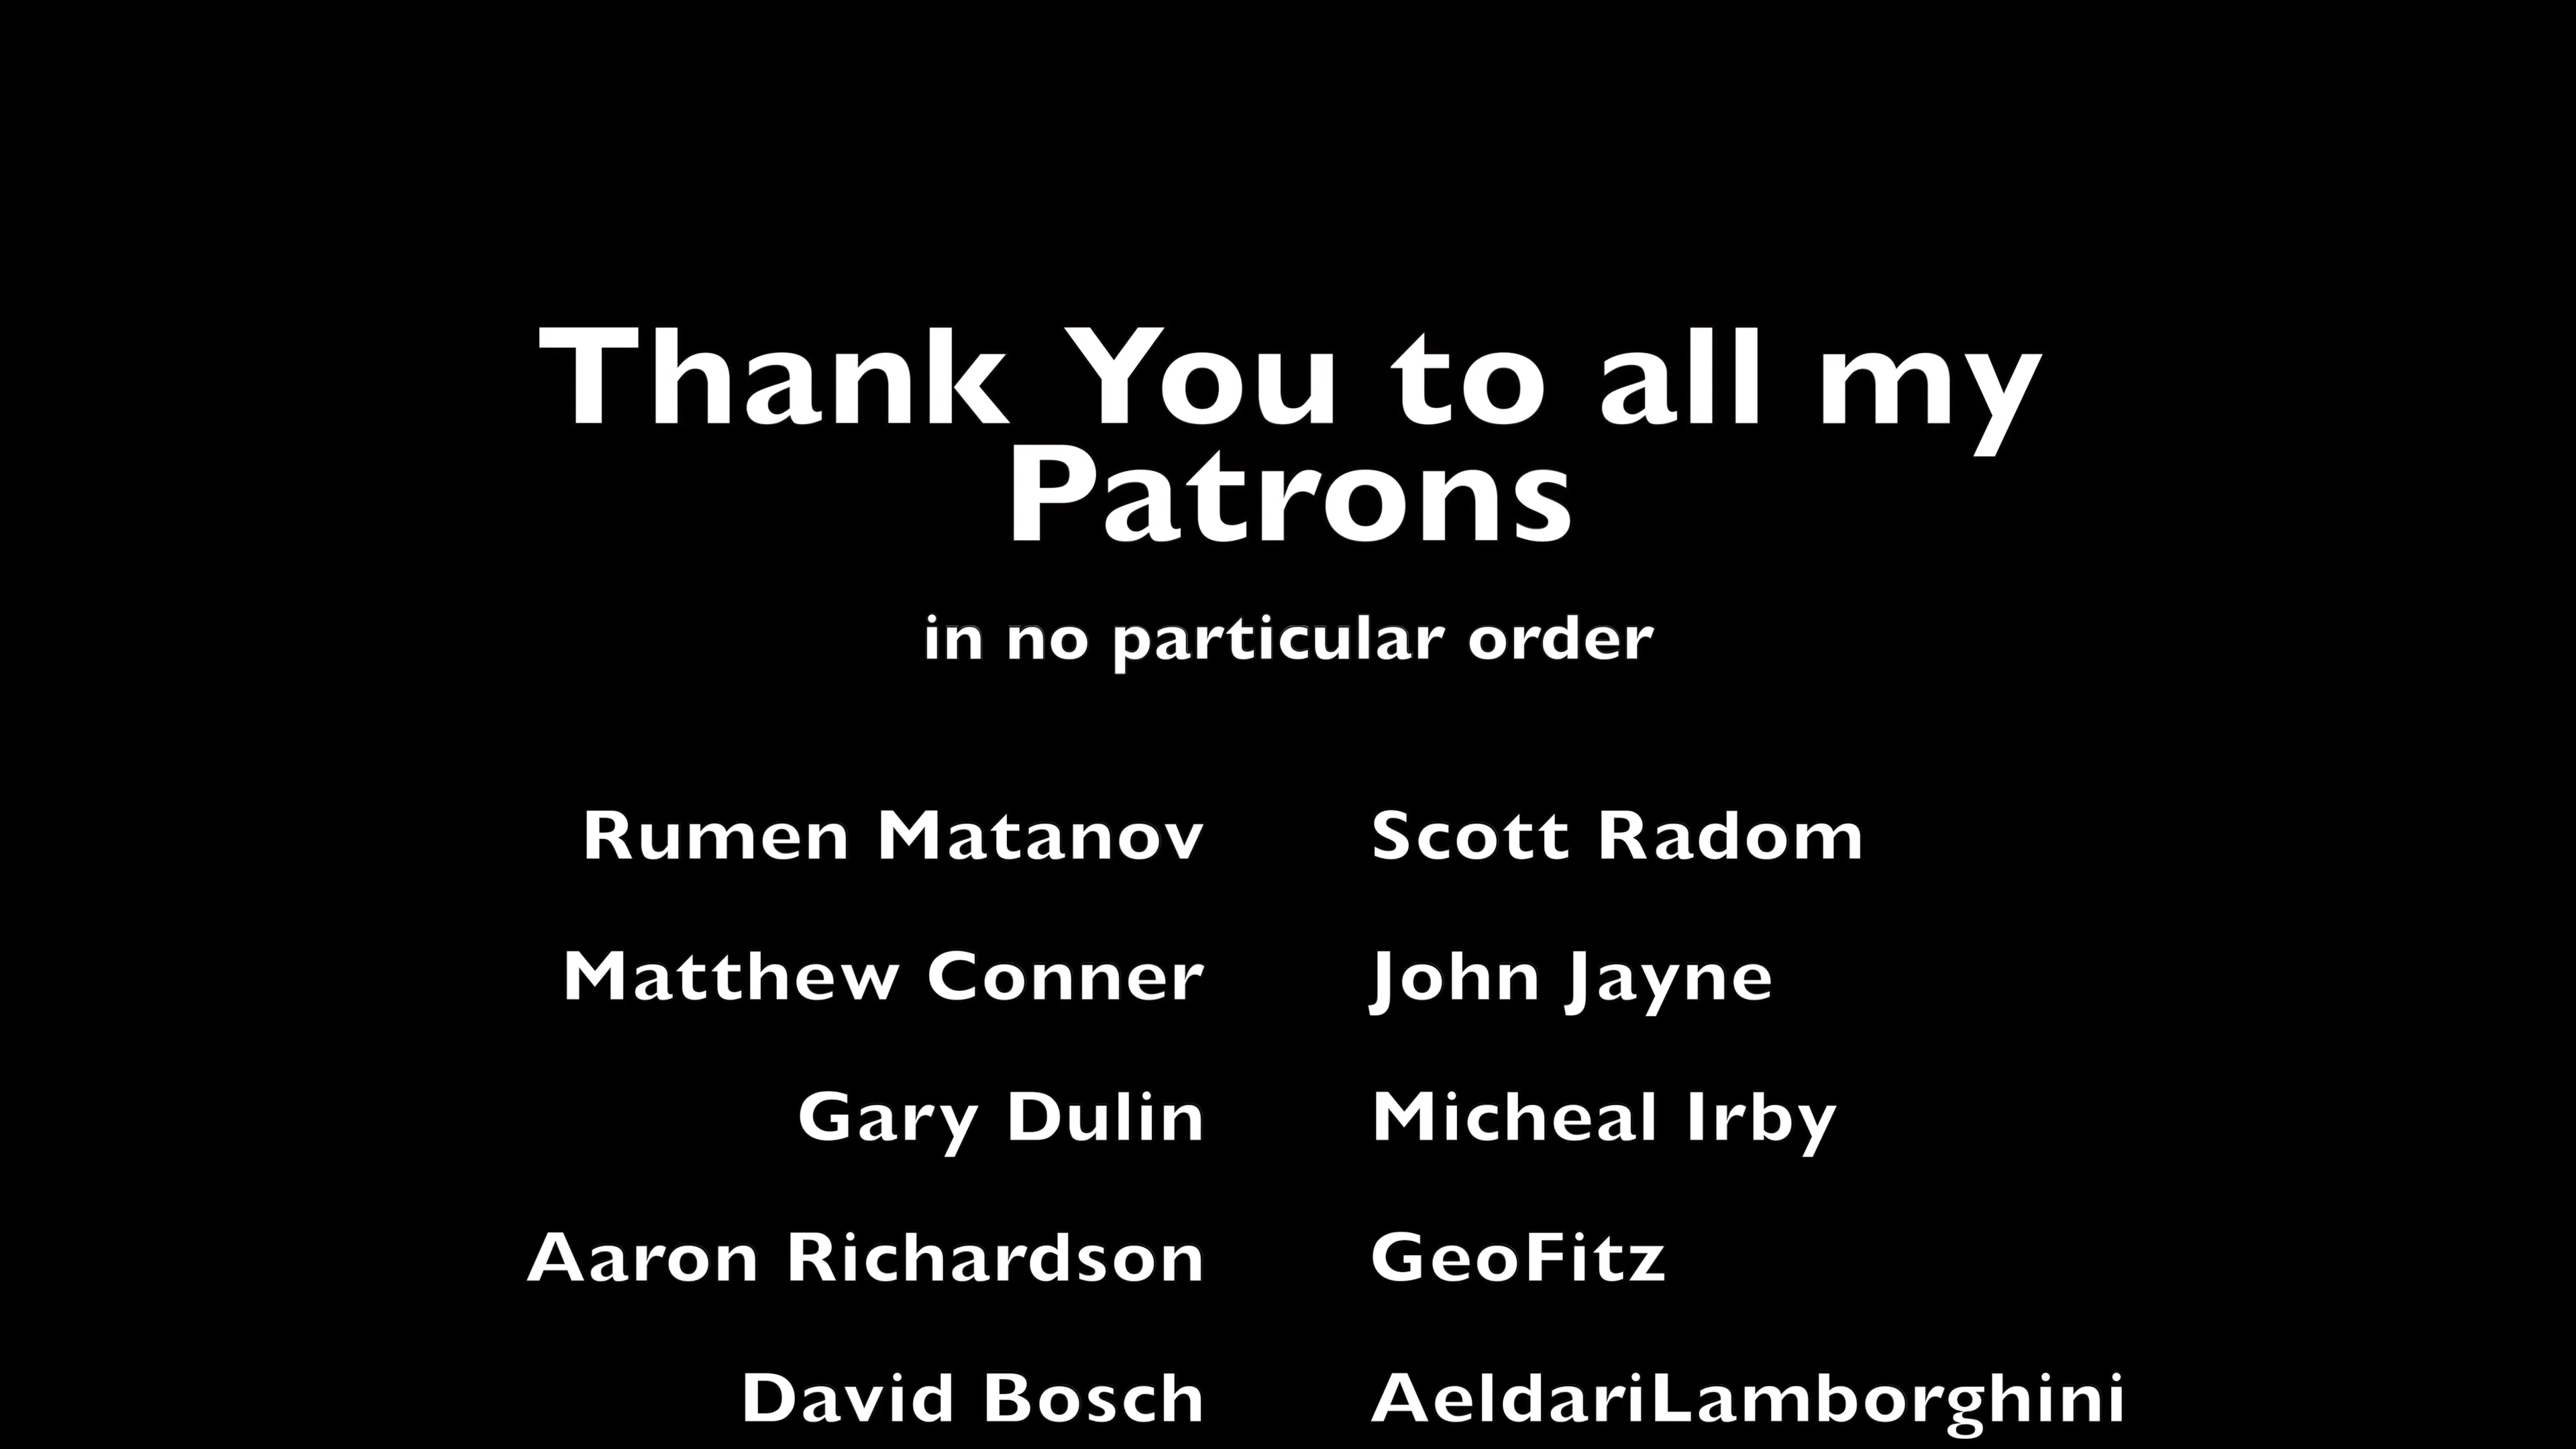 Thank You to all my
Patrons
in no particular order
Rumen Matanov Scott Radom
Matthew Conner John Jayne
Gary Dulin Micheal Irby
Aaron Richardson GeoFitz
David Bosch AeldariLamborghini